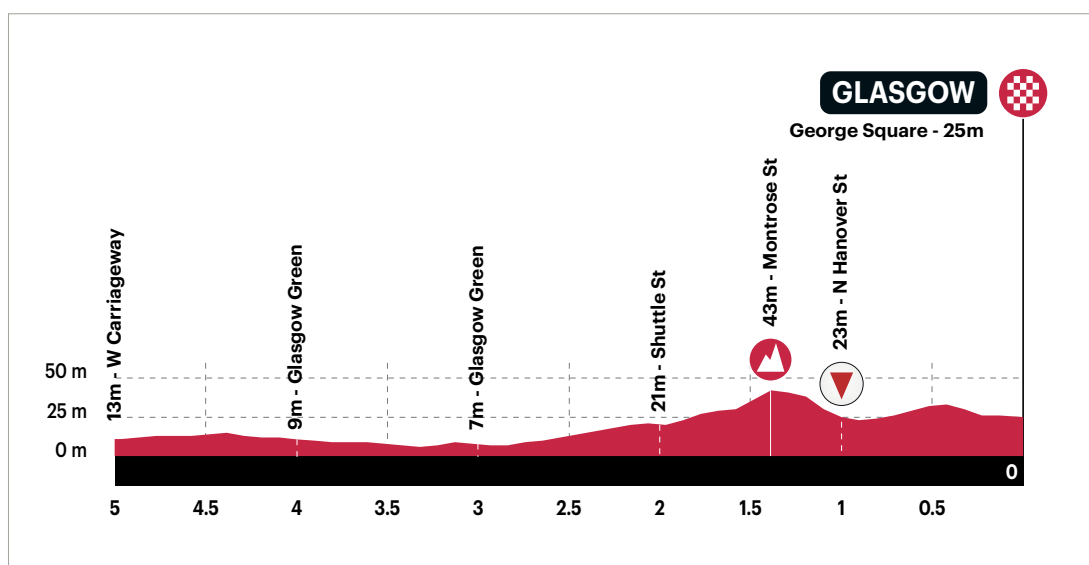 GLASGOW
George Square - 25m
13m - W Carriageway
9m - Glasgow Green
7m - Glasgow Green
21m - Shuttle St
43m - Montrose St
23m - N Hanover St
50 m
25 m
0 m
0
5 4.5 4 3.5 3 2.5 2 1.5 1 0.5